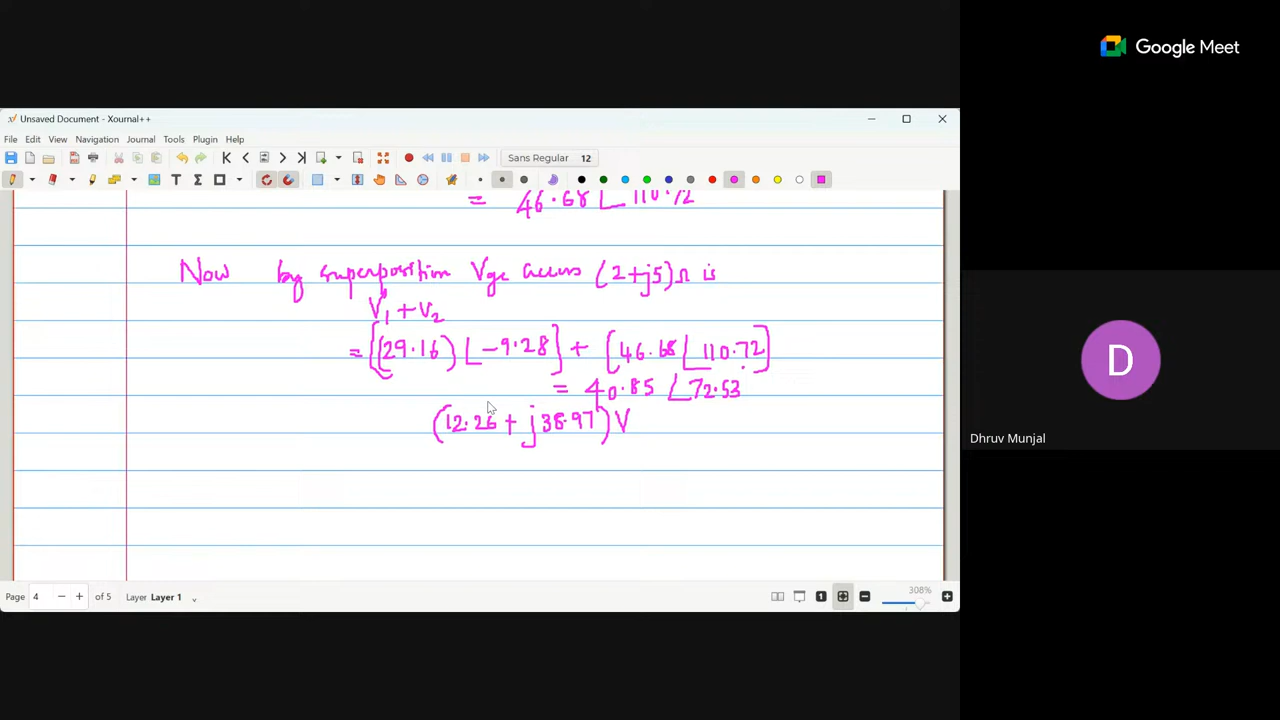 Google Meet
Unsaved Document - Xournal++
File Edit View Navigation Journal Tools Plugin Help
Sans Regular 12
= 46.68 ∠110.72
Now by superposition across (2+j5)Ω is
V1 + V2
= [(29.16) ∠-9.28] + [46.68 ∠110.72]
= 40.85 ∠72.53
(12.26 + j38.97) V
D
Dhruv Munjal
Page 4 of 5 Layer Layer 1
308%